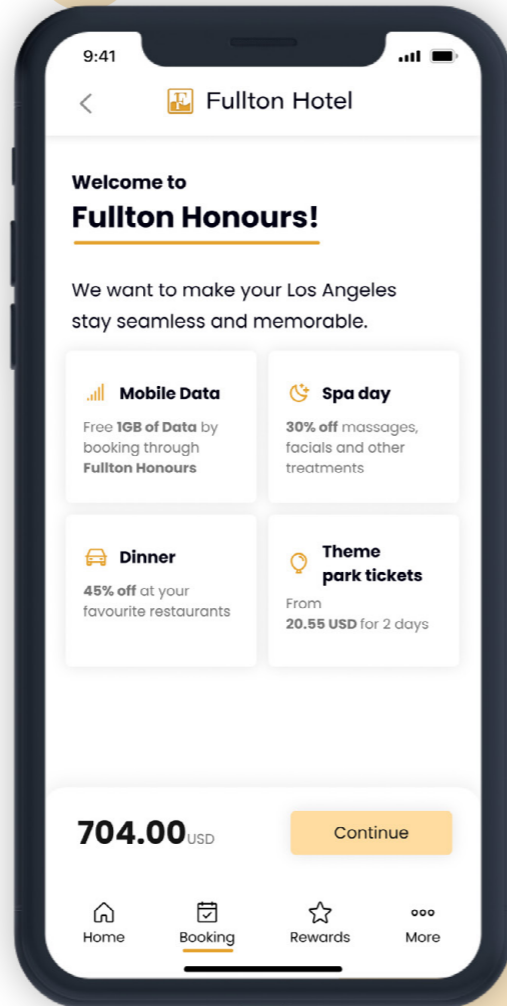 9:41
Fullton Hotel
Welcome to
Fullton Honours!
We want to make your Los Angeles
stay seamless and memorable.
Mobile Data
Free 1GB of Data by
booking through
Fullton Honours
Spa day
30% off massages,
facials and other
treatments
Dinner
45% off at your
favourite restaurants
Theme
park tickets
From
20.55 USD for 2 days
704.00 USD
Continue
Home
Booking
Rewards
More